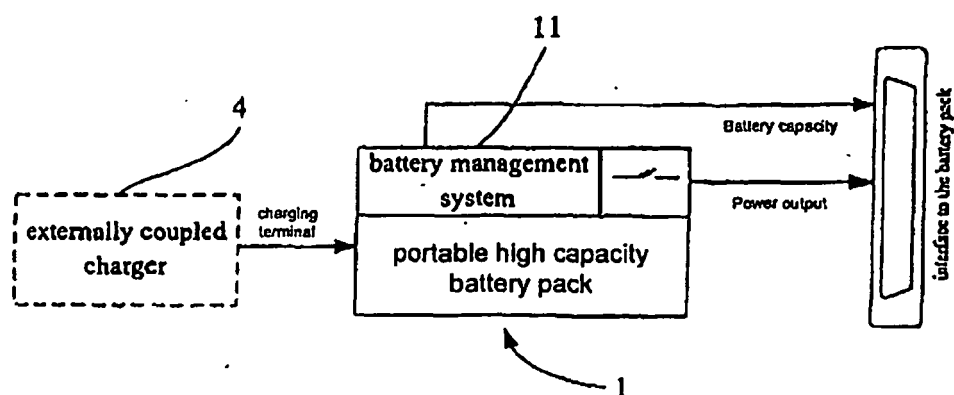 11
4
Battery capacity
battery management
system
Power output
charging
terminal
externally coupled
charger
portable high capacity
battery pack
interface to the battery pack
1